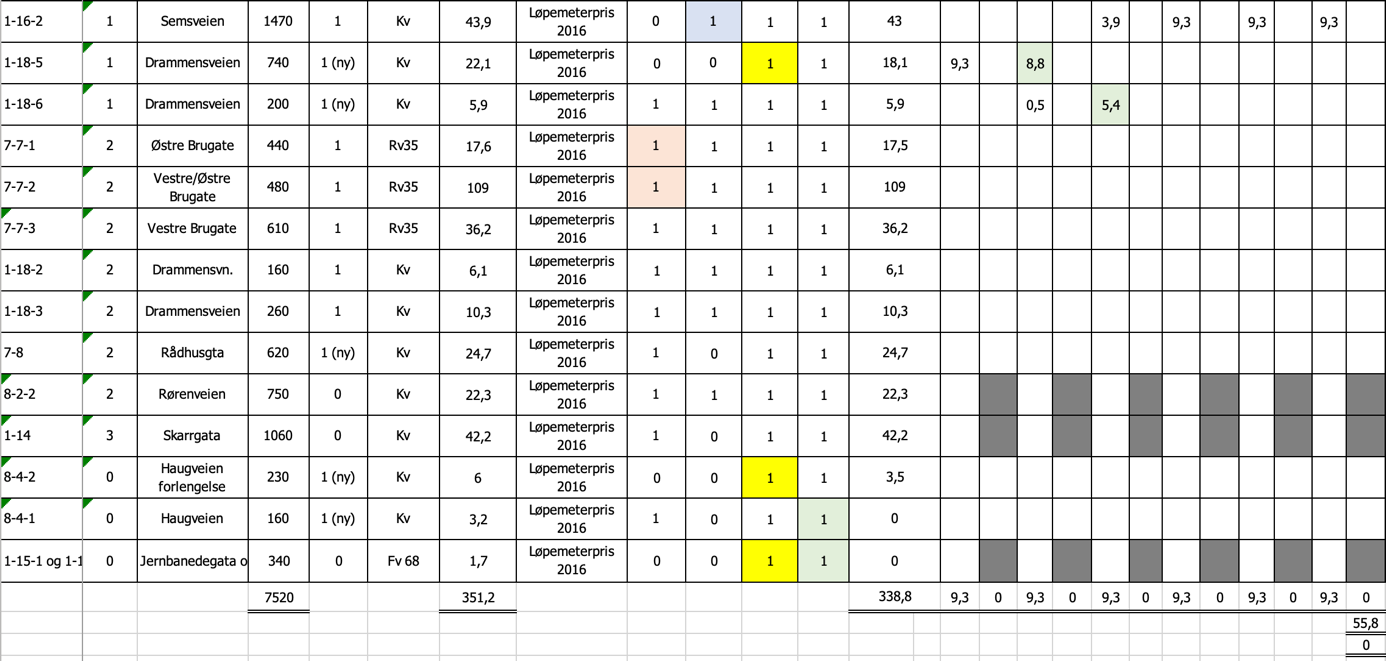 1-16-2 1 Semsveien 1470 1 Kv 43,9 Løpemeterpris 2016 0 1 1 1 43 3,9 9,3 9,3 9,3
1-18-5 1 Drammensveien 740 1 (ny) Kv 22,1 Løpemeterpris 2016 0 0 1 1 18,1 9,3 8,8
1-18-6 1 Drammensveien 200 1 (ny) Kv 5,9 Løpemeterpris 2016 1 1 1 1 5,9 0,5 5,4
7-7-1 2 Østre Brugate 440 1 Rv35 17,6 Løpemeterpris 2016 1 1 1 1 17,5
7-7-2 2 Vestre/Østre Brugate 480 1 Rv35 109 Løpemeterpris 2016 1 1 1 1 109
7-7-3 2 Vestre Brugate 610 1 Rv35 36,2 Løpemeterpris 2016 1 1 1 1 36,2
1-18-2 2 Drammensvn. 160 1 Kv 6,1 Løpemeterpris 2016 1 1 1 1 6,1
1-18-3 2 Drammensveien 260 1 Kv 10,3 Løpemeterpris 2016 1 1 1 1 10,3
7-8 2 Rådhusgta 620 1 (ny) Kv 24,7 Løpemeterpris 2016 1 0 1 1 24,7
8-2-2 2 Rørenveien 750 0 Kv 22,3 Løpemeterpris 2016 1 1 1 1 22,3
1-14 3 Skarrgata 1060 0 Kv 42,2 Løpemeterpris 2016 1 0 1 1 42,2
8-4-2 0 Haugveien forlengelse 230 1 (ny) Kv 6 Løpemeterpris 2016 0 0 1 1 3,5
8-4-1 0 Haugveien 160 1 (ny) Kv 3,2 Løpemeterpris 2016 1 0 1 1 0
1-15-1 og 1-1 0 Jernbanedegata o 340 0 Fv 68 1,7 Løpemeterpris 2016 0 0 1 1 0
7520 351,2 338,8 9,3 0 9,3 0 9,3 0 9,3 0 9,3 0 9,3 0
55,8
0